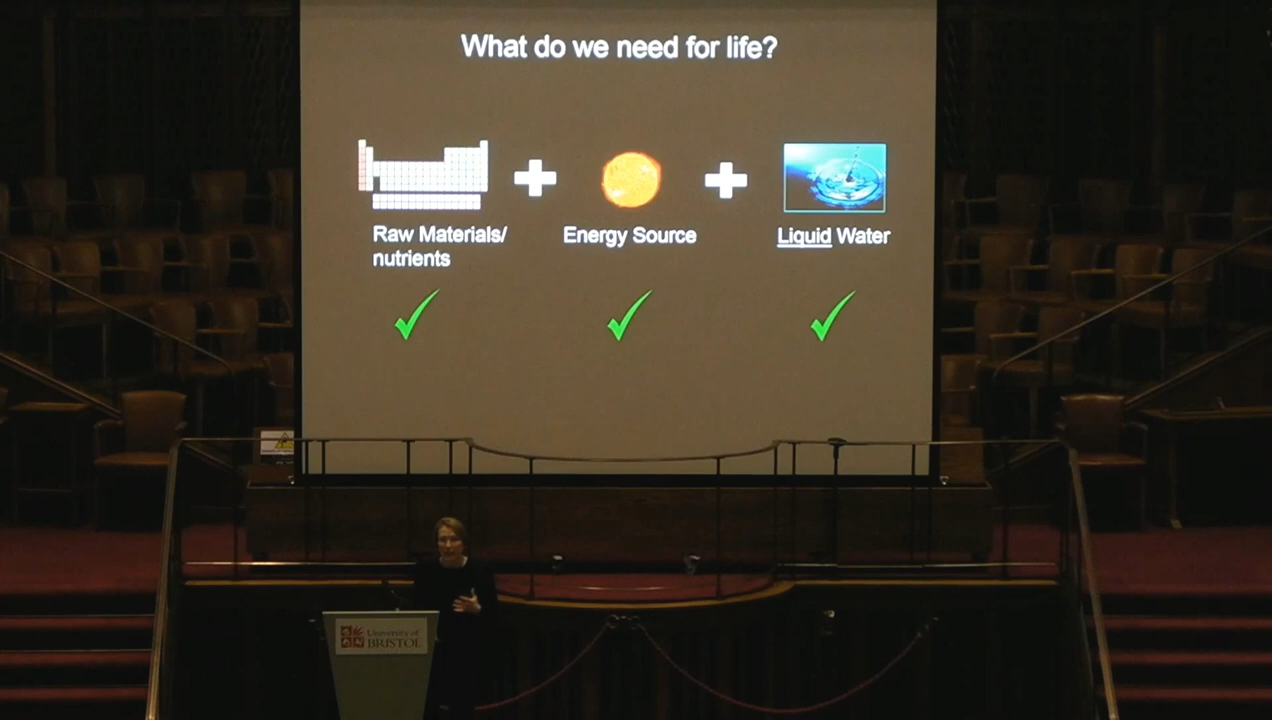 What do we need for life?
Raw Materials/
nutrients
Energy Source
Liquid Water
University of
BRISTOL